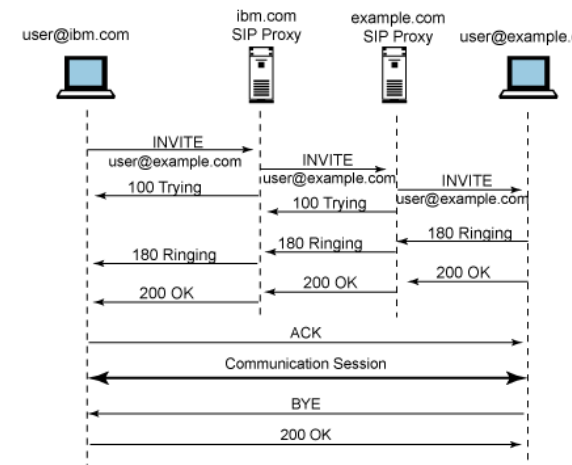 ibm.com
example.com
user@ibm.com
SIP Proxy
SIP Proxy
user@example.
INVITE
user@example.com
INVITE
user@example.com
INVITE
user@example.com
100 Trying
100 Trying
180 Ringing
180 Ringing
180 Ringing
200 OK
200 OK
200 OK
ACK
Communication Session
BYE
200 OK